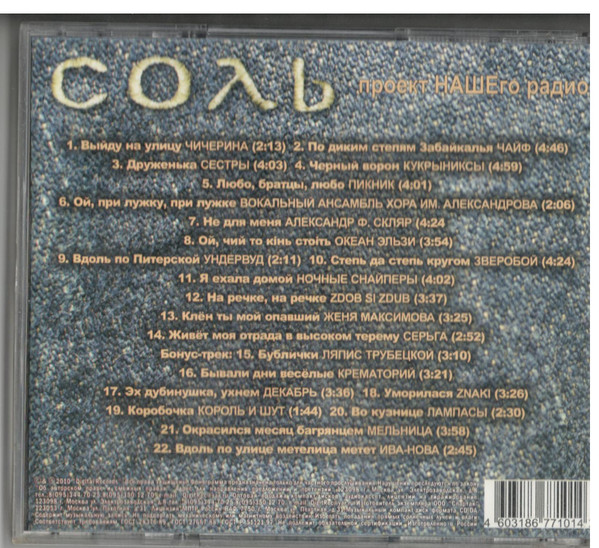 СОЛЬ
проект НАШЕго радио
1. Выйду на улицу ЧИЧЕРИНА (2:13) 2. По диким степям Забайкалья ЧАЙФ (4:46)
3. Друженька СЕСТРЫ (4:03) 4. Черный ворон КУКРЫНИКСЫ (4:59)
5. Любо, братцы, любо ПИКНИК (4:01)
6. Ой, при лужку, при лужке ВОКАЛЬНЫЙ АНСАМБЛЬ ХОРА ИМ. АЛЕКСАНДРОВА (2:06)
7. Не для меня АЛЕКСАНДР Ф. СКЛЯР (4:24
8. Ой, чий то кiнь стоïть ОКЕАН ЭЛЬЗИ (3:54)
9. Вдоль по Питерской УНДЕРВУД (2:11) 10. Степь да степь кругом ЗВЕРОБОЙ (4:24)
11. Я ехала домой НОЧНЫЕ СНАЙПЕРЫ (4:02)
12. На речке, на речке ZDOB SI ZDUB (3:37)
13. Клён ты мой опавший ЖЕНЯ МАКСИМОВА (3:25)
14. Живёт моя отрада в высоком терему СЕРЬГА (2:52)
Бонус-трек: 15. Бублички ЛЯПИС ТРУБЕЦКОЙ (3:10)
16. Бывали дни весёлые КРЕМАТОРИЙ (3:21)
17. Эх дубинушка, ухнем ДЕКАБРЬ (3:36) 18. Уморилася ZNAKI (3:26)
19. Коробочка КОРОЛЬ И ШУТ (1:44) 20. Во кузнице ЛАМПАСЫ (2:30)
21. Окрасился месяц багрянцем МЕЛЬНИЦА (3:58)
22. Вдоль по улице метелица метет ИВА-НОВА (2:45)
4 603186 771014